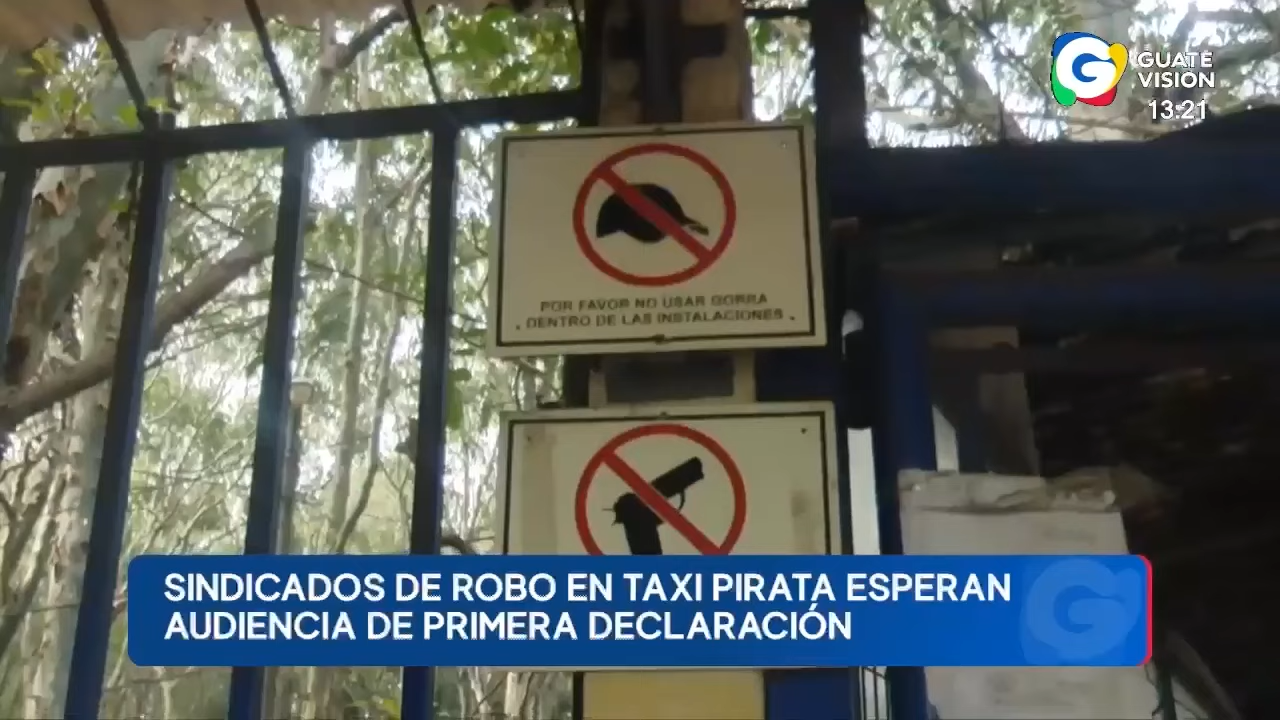 GUATE
VISIÓN
13:21
POR FAVOR NO USAR GORRA
DENTRO DE LAS INSTALACIONES
SINDICADOS DE ROBO EN TAXI PIRATA ESPERAN
AUDIENCIA DE PRIMERA DECLARACIÓN